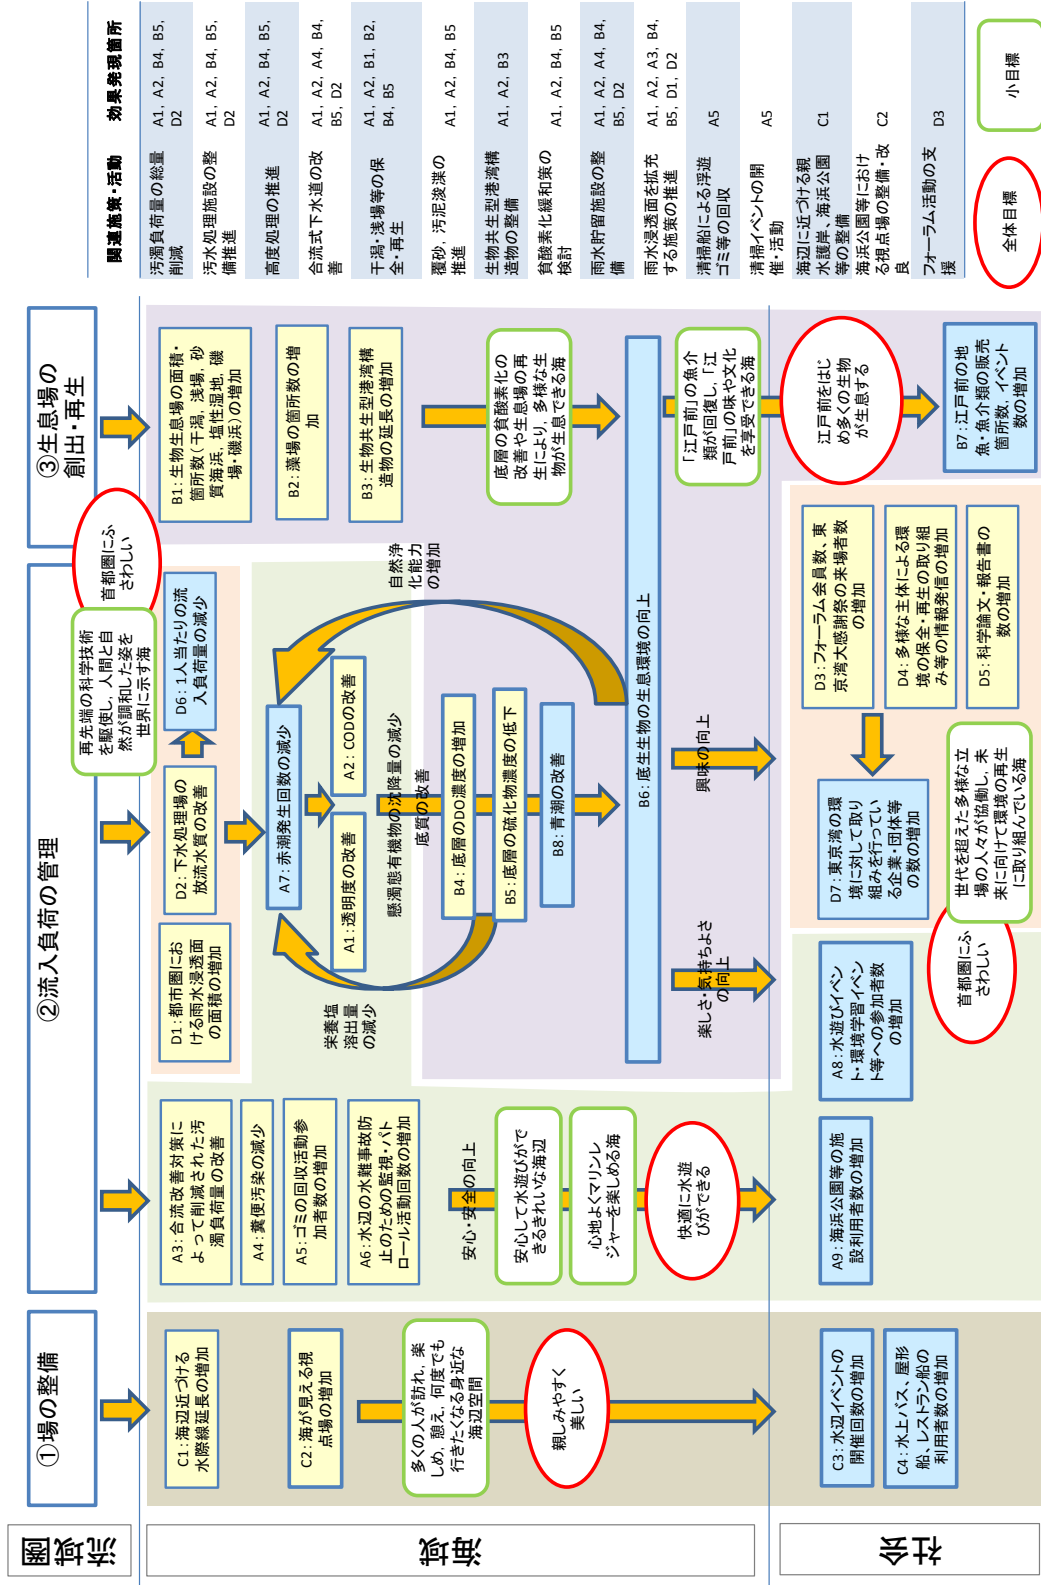 ①場の整備
②流入負荷の管理
③生息場の
創出・再生
流域圏
海域
社会
C1：海辺近づける
水際線延長の増加
C2：海が見える視
点場の増加
多くの人が訪れ，楽
しめ，憩え，何度でも
行きたくなる身近な
海辺空間
親しみやすく
美しい
C3：水辺イベントの
開催回数の増加
C4：水上バス、屋形
船、レストラン船の
利用者数の増加
A3：合流改善対策に
よって削減された汚
濁負荷量の改善
A4：糞便汚染の減少
A5：ゴミの回収活動参
加者数の増加
A6：水辺の水難事故防
止のための監視・パト
ロール活動回数の増加
安心・安全の向上
安心して水遊びがで
きるきれいな海辺
心地よくマリンレ
ジャーを楽しめる海
快適に水遊
びができる
A9：海浜公園等の施
設利用者数の増加
A8：水遊びイベン
ト・環境学習イベン
ト等への参加者数
の増加
D1：都市圏にお
ける雨水浸透面
の面積の増加
D2：下水処理場の
放流水質の改善
D6：1人当たりの流
入負荷量の減少
再先端の科学技術
を駆使し，人間と自
然が調和した姿を
世界に示す海
首都圏にふ
さわしい
A7：赤潮発生回数の減少
A1：透明度の改善
A2：CODの改善
懸濁態有機物の沈降量の減少
底質の改善
栄養塩
溶出量
の減少
自然浄
化能力
の増加
B4：底層のDO濃度の増加
B5：底層の硫化物濃度の低下
B8：青潮の改善
B6：底生生物の生息環境の向上
楽しさ・気持ちよさ
の向上
興味の向上
B1：生物生息場の面積・
箇所数（干潟，浅場，砂
質海浜，塩性湿地，磯
場・磯浜）の増加
B2：藻場の箇所数の増
加
B3：生物共生型港湾構
造物の延長の増加
底層の貧酸素化の
改善や生息場の再
生により，多様な生
物が生息できる海
「江戸前」の魚介
類が回復し，「江
戸前」の味や文化
を享受できる海
江戸前をはじ
め多くの生物
が生息する
B7：江戸前の地
魚・魚介類の販売
箇所数，イベント
数の増加
D3：フォーラム会員数、東
京湾大感謝祭の来場者数
の増加
D4：多様な主体による環
境の保全・再生の取り組
み等の情報発信の増加
D5：科学論文・報告書の
数の増加
D7：東京湾の環
境に対して取り
組みを行ってい
る企業・団体等
の数の増加
世代を超えた多様な立
場の人々が協働し，未
来に向けて環境の再生
に取り組んでいる海
首都圏にふ
さわしい
関連施策・活動 効果発現箇所
汚濁負荷量の総量
削減
A1, A2, B4, B5,
D2
汚水処理施設の整
備推進
A1, A2, B4, B5,
D2
高度処理の推進
A1, A2, B4, B5,
D2
合流式下水道の改
善
A1, A2, A4, B4,
B5, D2
干潟・浅場等の保
全・再生
A1, A2, B1, B2,
B4, B5
覆砂，汚泥浚渫の
推進
A1, A2, B4, B5
生物共生型港湾構
造物の整備
A1, A2, B3
貧酸素化緩和策の
検討
A1, A2, B4, B5
雨水貯留施設の整
備
A1, A2, A4, B4,
B5, D2
雨水浸透面を拡充
する施策の推進
A1, A2, A3, B4,
B5, D1, D2
清掃船による浮遊
ゴミ等の回収
A5
清掃イベントの開
催・活動
A5
海辺に近づける親
水護岸、海浜公園
等の整備
C1
海浜公園等におけ
る視点場の整備・改
良
C2
フォーラム活動の支
援
D3
全体目標
小目標